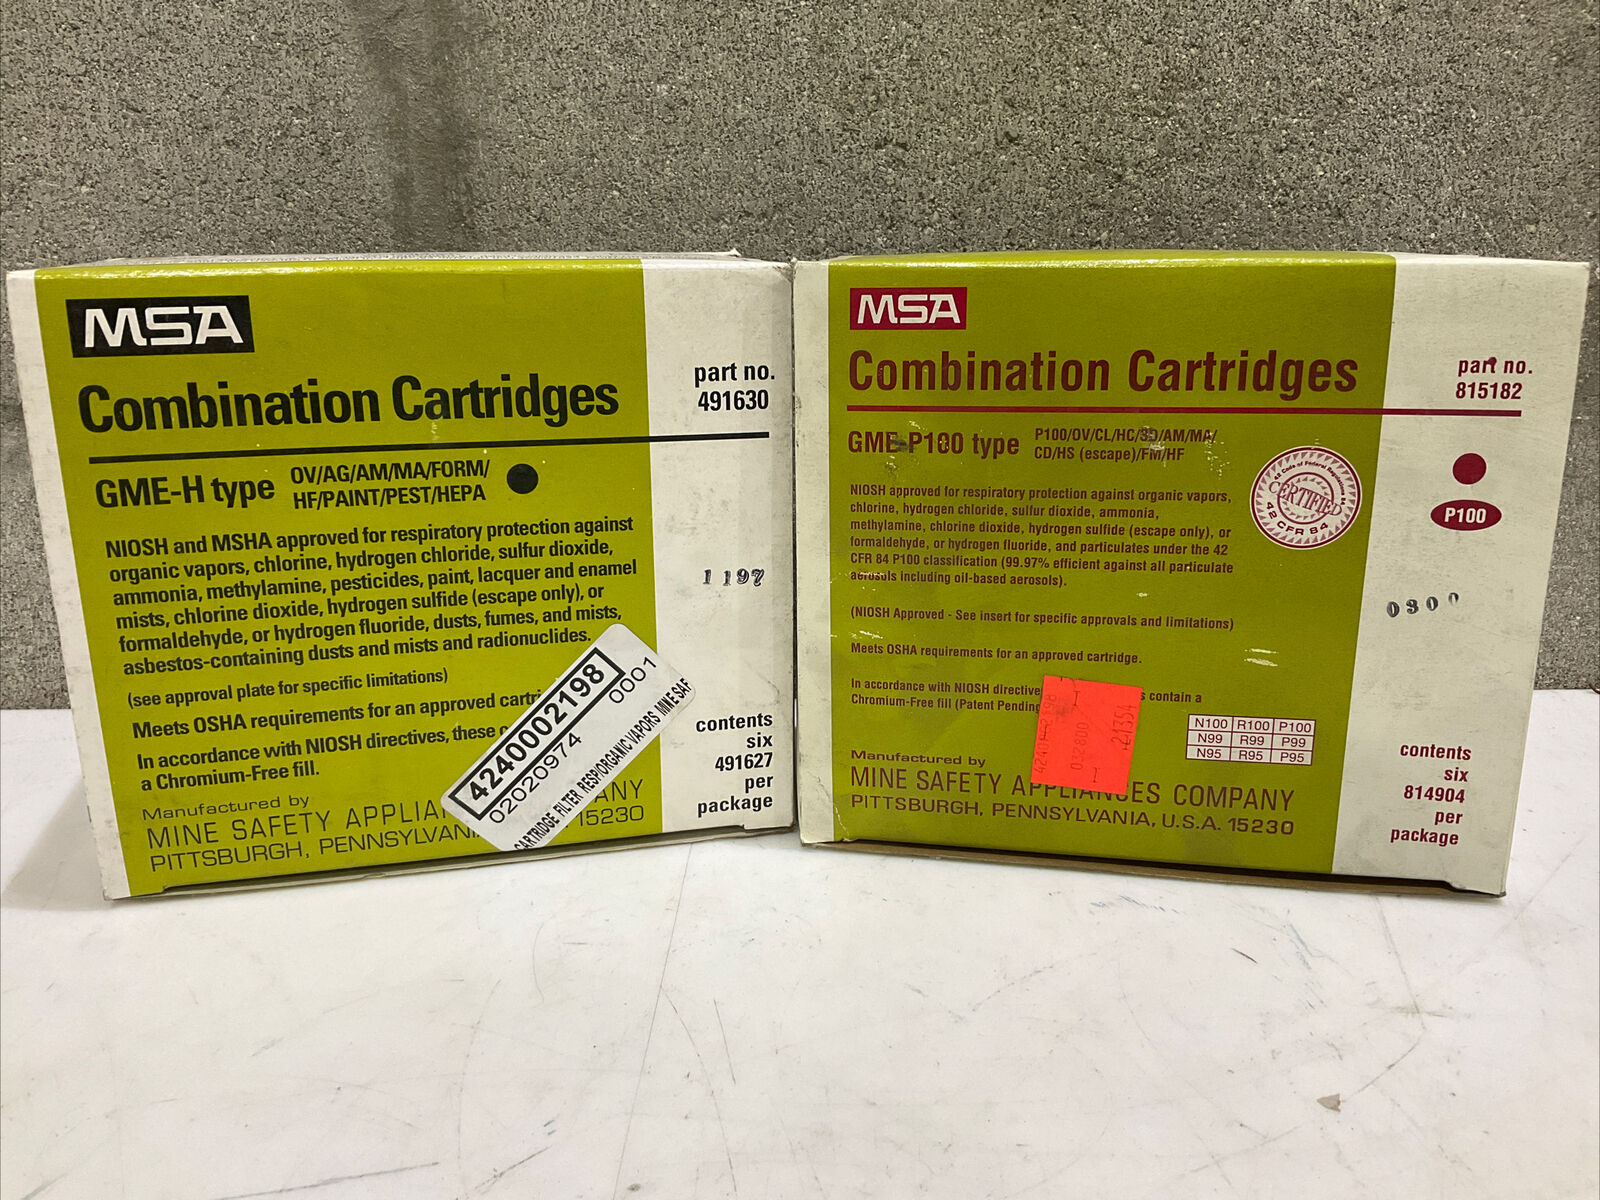 MSA
Combination Cartridges
part no.
491630
GME-H type
OV/AG/AM/MA/FORM/
HF/PAINT/PEST/HEPA
NIOSH and MSHA approved for respiratory protection against
organic vapors, chlorine, hydrogen chloride, sulfur dioxide,
ammonia, methylamine, pesticides, paint, lacquer and enamel
mists, chlorine dioxide, hydrogen sulfide (escape only), or
formaldehyde, or hydrogen fluoride, dusts, fumes, and mists,
asbestos-containing dusts and mists and radionuclides.
(see approval plate for specific limitations)
Meets OSHA requirements for an approved
In accordance with NIOSH directives, these
a Chromium-Free fill.
Manufactured by
MINE SAFETY
PITTSBURGH, 15230
1197
contents
six
491627
per
package
4240002198
02020974 0001
CARTRIDGE FILTER RESP/ORGANIC VAPORS
MSA
Combination Cartridges
part no.
815182
GME-P100 type
P100/OV/CL/HC/SD/AM/MA/
CD/HS (escape)/FM/HF
NIOSH approved for respiratory protection against organic vapors,
chlorine, hydrogen chloride, sulfur dioxide, ammonia,
methylamine, chlorine dioxide, hydrogen sulfide (escape only), or
formaldehyde, or hydrogen fluoride, and particulates under the 42
CFR 84 P100 classification (99.97% efficient against all particulate
aerosols including oil-based aerosols).
(NIOSH Approved - See insert for specific approvals and limitations)
Meets OSHA requirements for an approved cartridge.
In accordance with NIOSH contain a
Chromium-Free fill (Patent
42 Code of Federal Regulations 84
CERTIFIED
42 CFR 84
P100
N100 R100 P100
N99 R99 P99
N95 R95 P95
21354
Manufactured by
MINE SAFETY APPLIANCES COMPANY
PITTSBURGH, PENNSYLVANIA, U.S.A. 15230
contents
six
814904
per
package